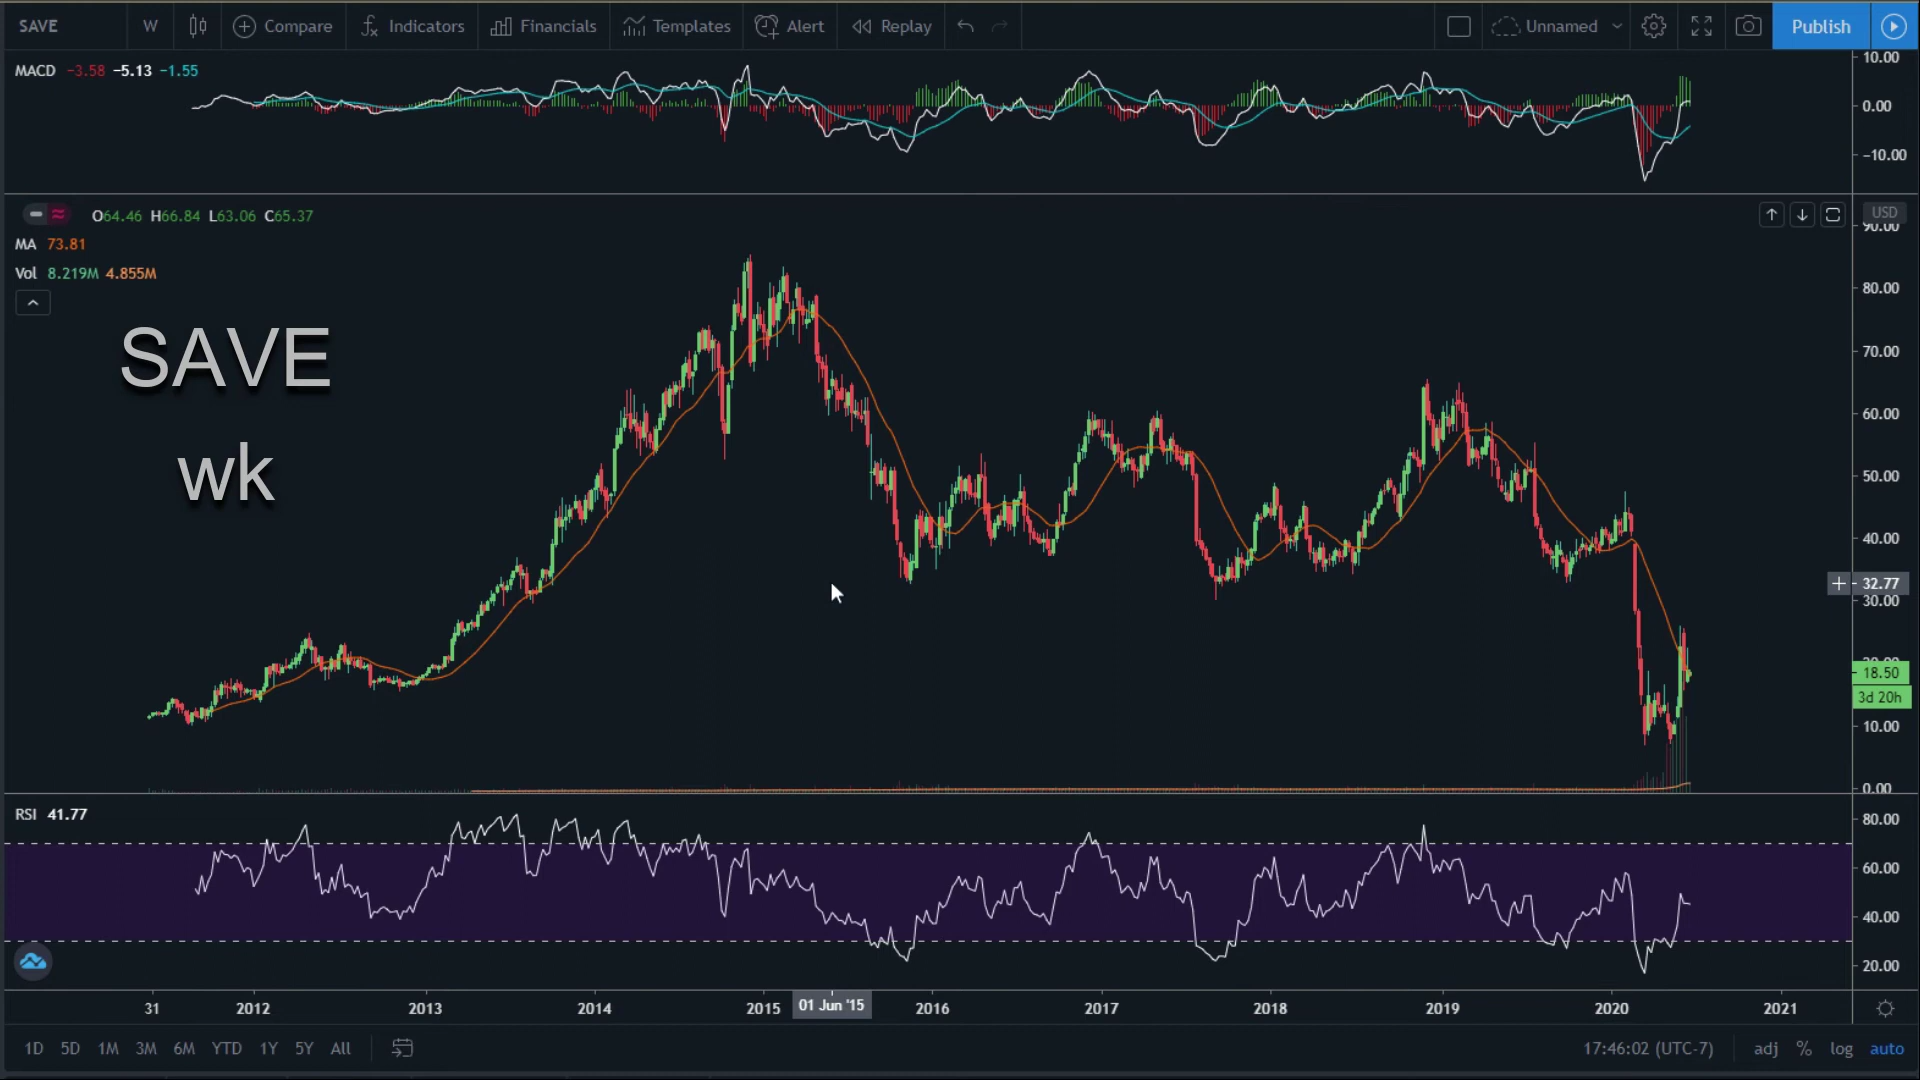 SAVE W Compare Indicators Financials Templates Alert Replay Unnamed Publish
MACD −3.58 −5.13 −1.55
10.00
0.00
−10.00
O64.46 H66.84 L63.06 C65.37
USD
MA 73.81
90.00
Vol 8.219M 4.855M
80.00
SAVE
wk
70.00
60.00
50.00
40.00
32.77
30.00
20.00
18.50
3d 20h
10.00
0.00
RSI 41.77
80.00
60.00
40.00
20.00
31 2012 2013 2014 2015 01 Jun '15 2016 2017 2018 2019 2020 2021
1D 5D 1M 3M 6M YTD 1Y 5Y All 17:46:02 (UTC-7) adj % log auto